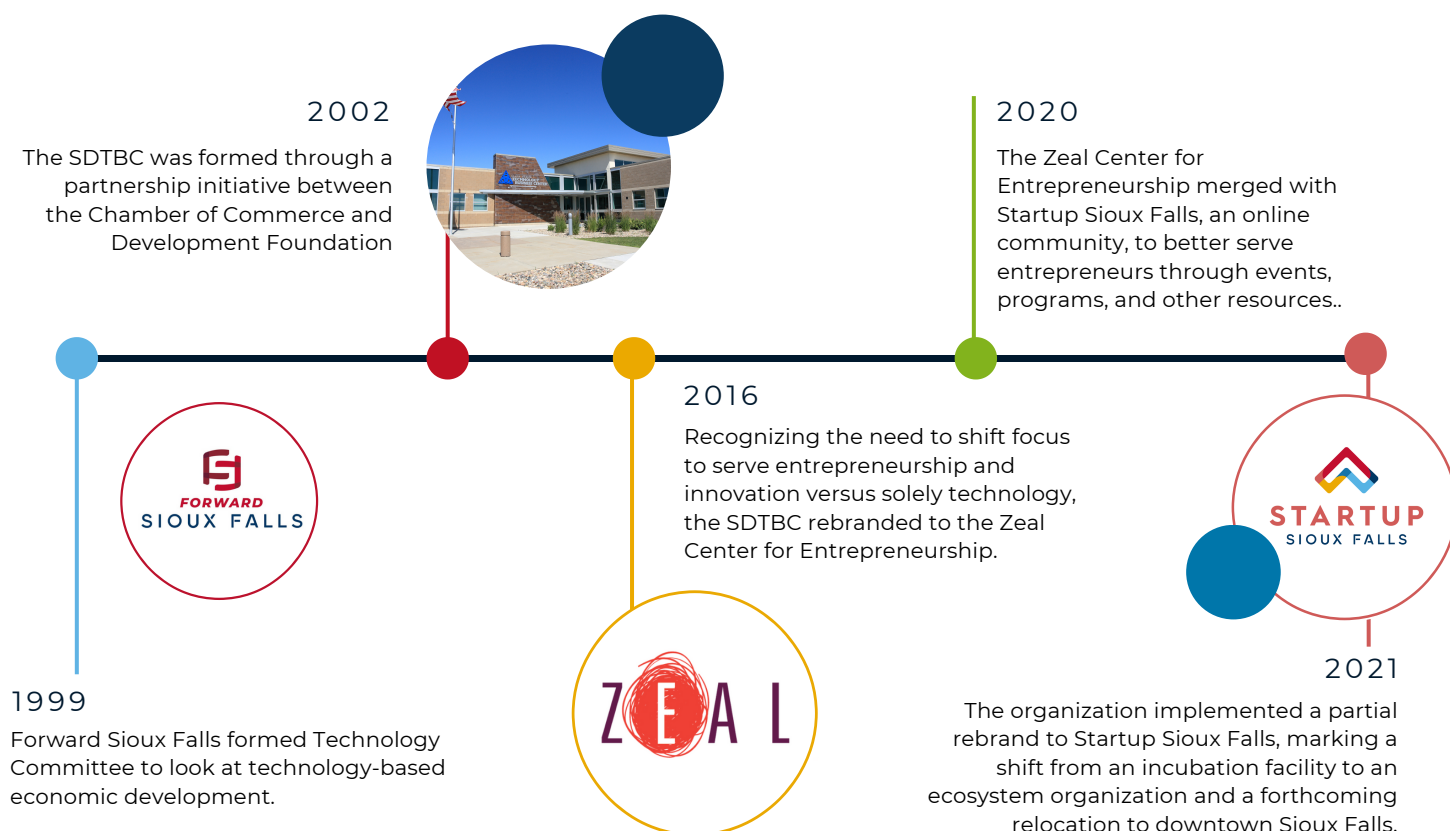 2002
The SDTBC was formed through a
partnership initiative between
the Chamber of Commerce and
Development Foundation
2020
The Zeal Center for
Entrepreneurship merged with
Startup Sioux Falls, an online
community, to better serve
entrepreneurs through events,
programs, and other resources..
FORWARD
SIOUX FALLS
2016
Recognizing the need to shift focus
to serve entrepreneurship and
innovation versus solely technology,
the SDTBC rebranded to the Zeal
Center for Entrepreneurship.
STARTUP
SIOUX FALLS
ZEAL
1999
Forward Sioux Falls formed Technology
Committee to look at technology-based
economic development.
2021
The organization implemented a partial
rebrand to Startup Sioux Falls, marking a
shift from an incubation facility to an
ecosystem organization and a forthcoming
relocation to downtown Sioux Falls.